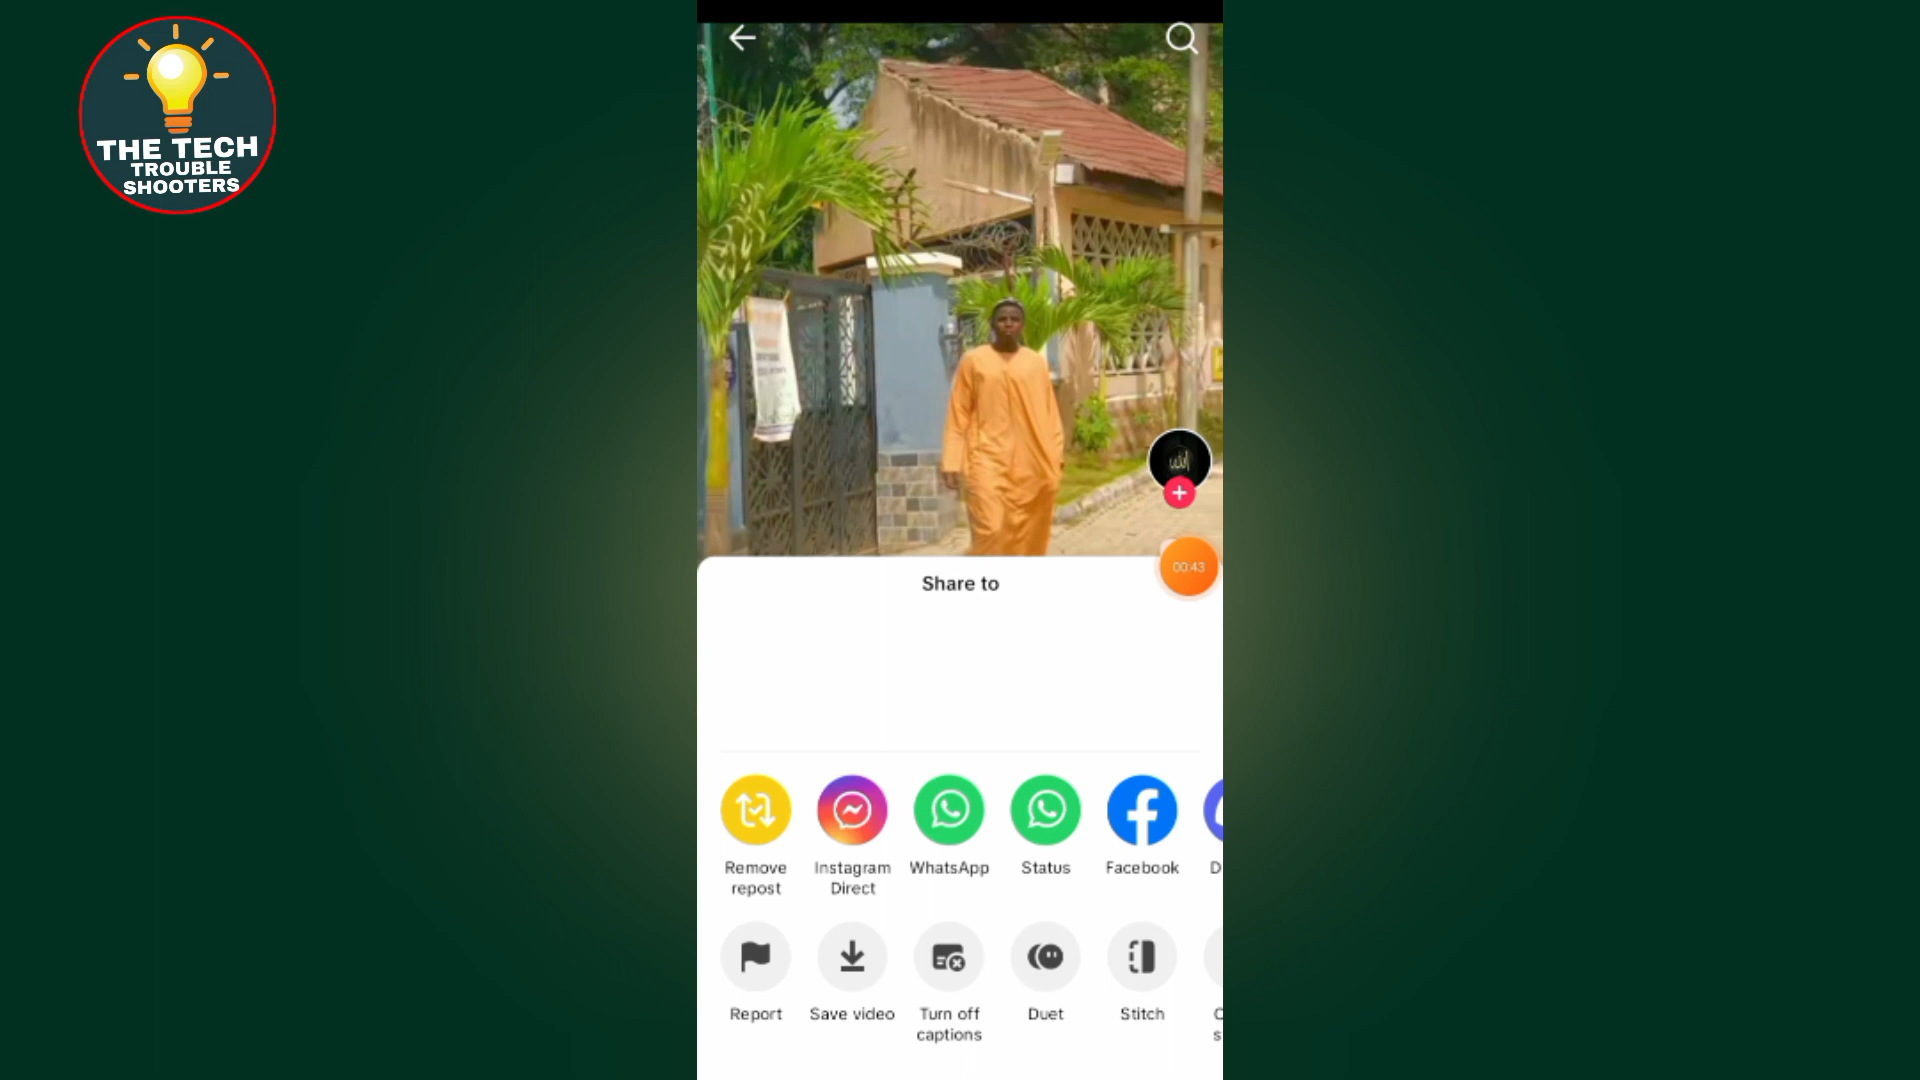 THE TECH
TROUBLE
SHOOTERS
الله
00:43
Share to
Remove repost
Instagram Direct
WhatsApp
Status
Facebook
D
Report
Save video
Turn off captions
Duet
Stitch
C
s